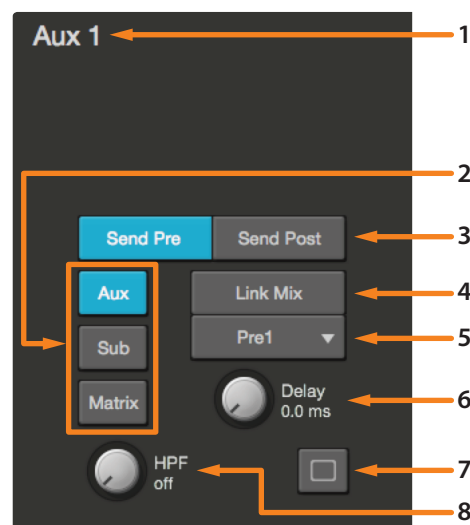 Aux 1
1
2
Send Pre
Send Post
3
Aux
Link Mix
4
Sub
Pre1
5
Matrix
Delay
0.0 ms
6
HPF
off
7
8